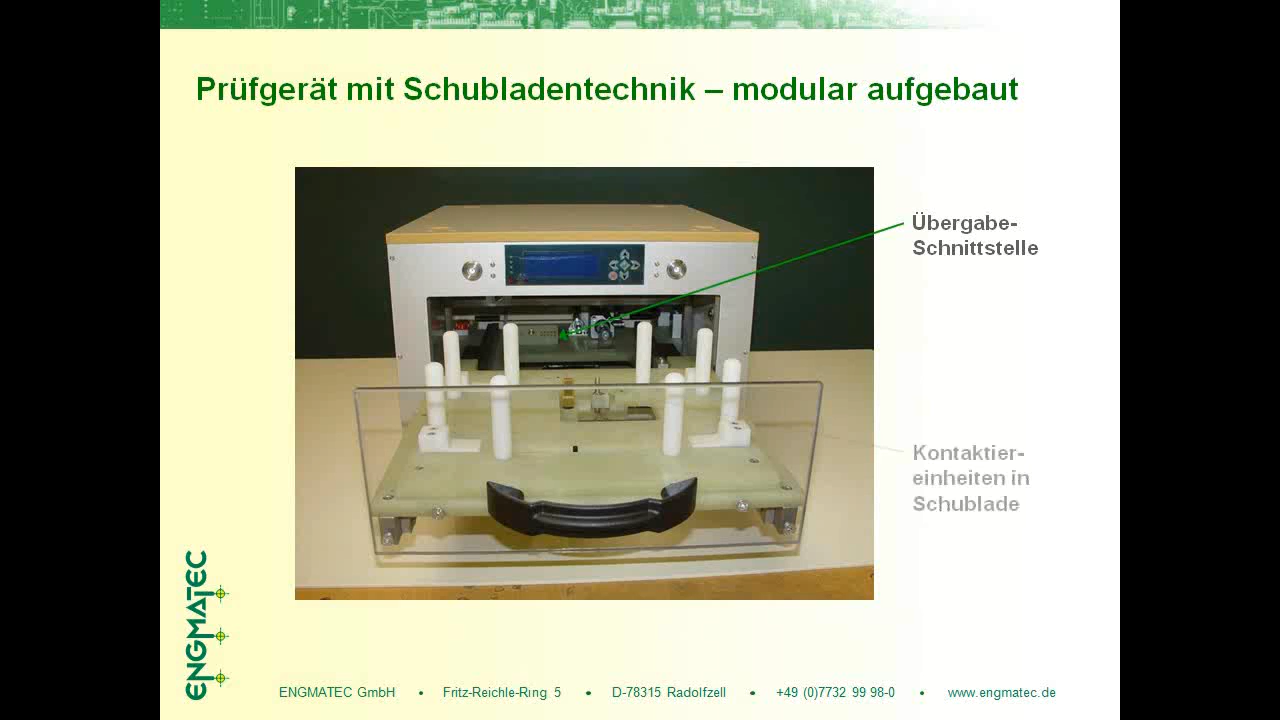 Prüfgerät mit Schubladentechnik – modular aufgebaut
Übergabe-
Schnittstelle
Kontaktier-
einheiten in
Schublade
ENGMATEC
ENGMATEC GmbH • Fritz-Reichle-Ring 5 • D-78315 Radolfzell • +49 (0)7732 99 98-0 • www.engmatec.de